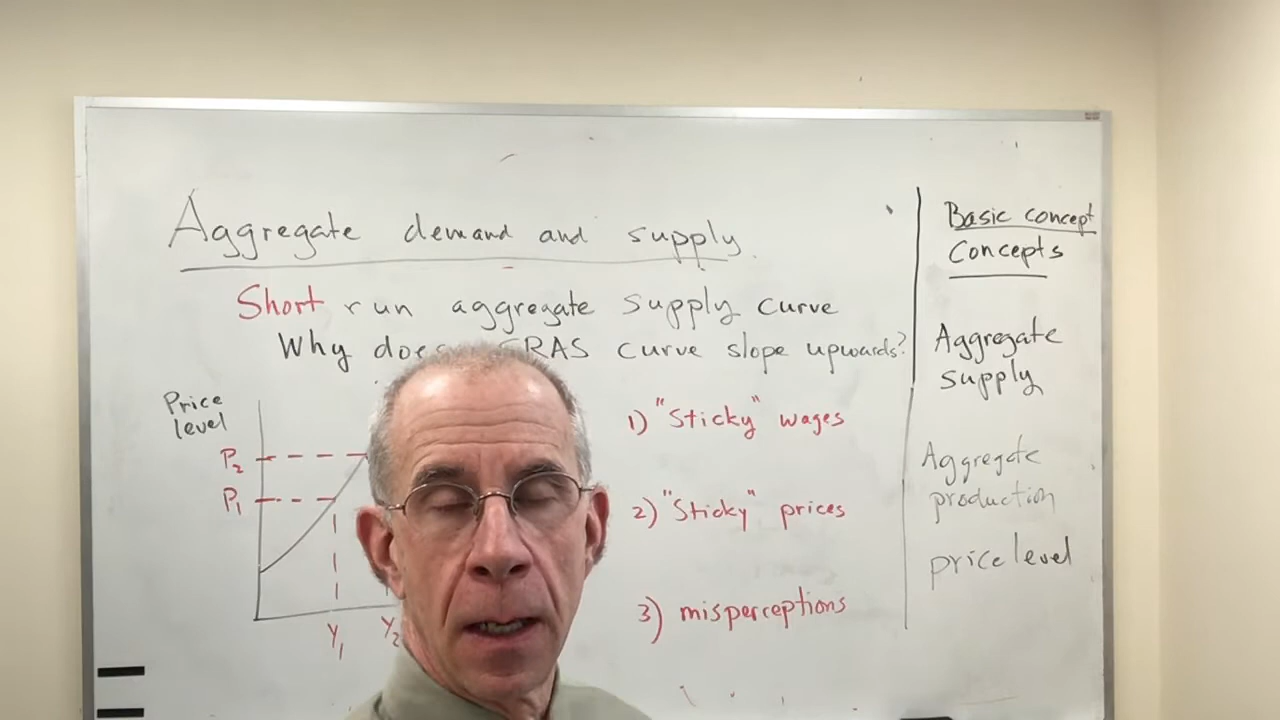 Aggregate demand and supply
Short run aggregate supply curve
Why does SRAS curve slope upwards?
Price
level
P2
P1
Y1
Y2
1) "Sticky" wages
2) "Sticky" prices
3) misperceptions
Basic concept
Concepts
Aggregate
supply
Aggregate
production
price level